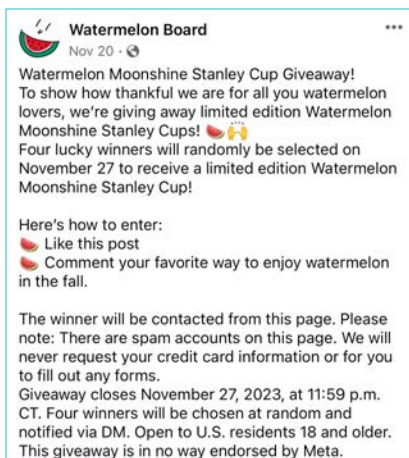 Watermelon Board
Nov 20 ·
Watermelon Moonshine Stanley Cup Giveaway!
To show how thankful we are for all you watermelon
lovers, we're giving away limited edition Watermelon
Moonshine Stanley Cups! 🍉🙌
Four lucky winners will randomly be selected on
November 27 to receive a limited edition Watermelon
Moonshine Stanley Cup!
Here's how to enter:
🍉 Like this post
🍉 Comment your favorite way to enjoy watermelon
in the fall.
The winner will be contacted from this page. Please
note: There are spam accounts on this page. We will
never request your credit card information or for you
to fill out any forms.
Giveaway closes November 27, 2023, at 11:59 p.m.
CT. Four winners will be chosen at random and
notified via DM. Open to U.S. residents 18 and older.
This giveaway is in no way endorsed by Meta.